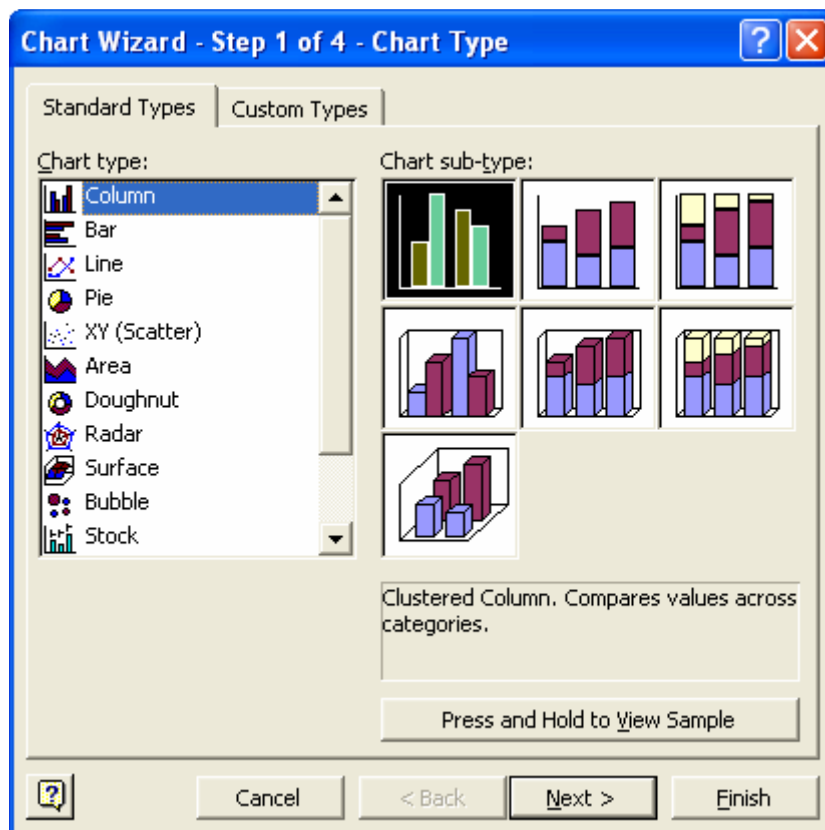 Chart Wizard - Step 1 of 4 - Chart Type
Standard Types
Custom Types
Chart type:
Column
Bar
Line
Pie
XY (Scatter)
Area
Doughnut
Radar
Surface
Bubble
Stock
Chart sub-type:
Clustered Column. Compares values across
categories.
Press and Hold to View Sample
Cancel
< Back
Next >
Finish